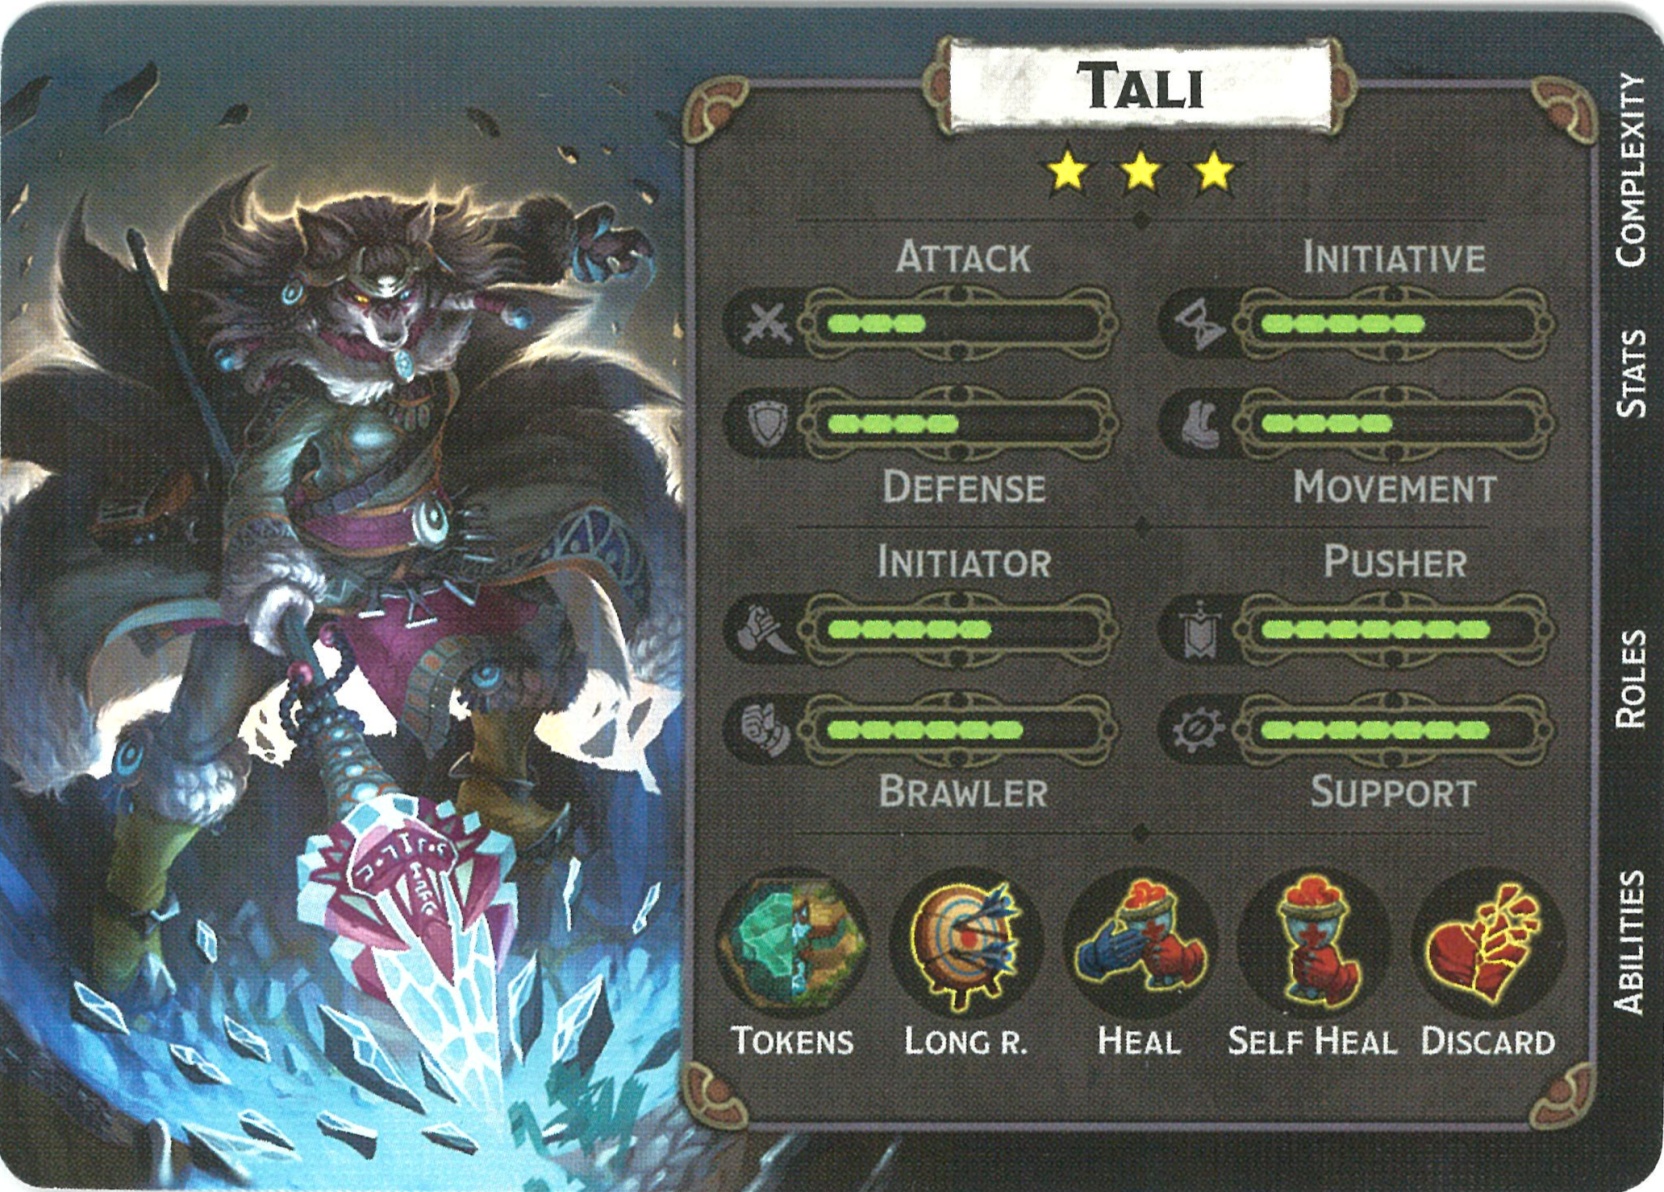 TALI
ATTACK
INITIATIVE
DEFENSE
MOVEMENT
INITIATOR
PUSHER
BRAWLER
SUPPORT
TOKENS
LONG R.
HEAL
SELF HEAL
DISCARD
COMPLEXITY
STATS
ROLES
ABILITIES